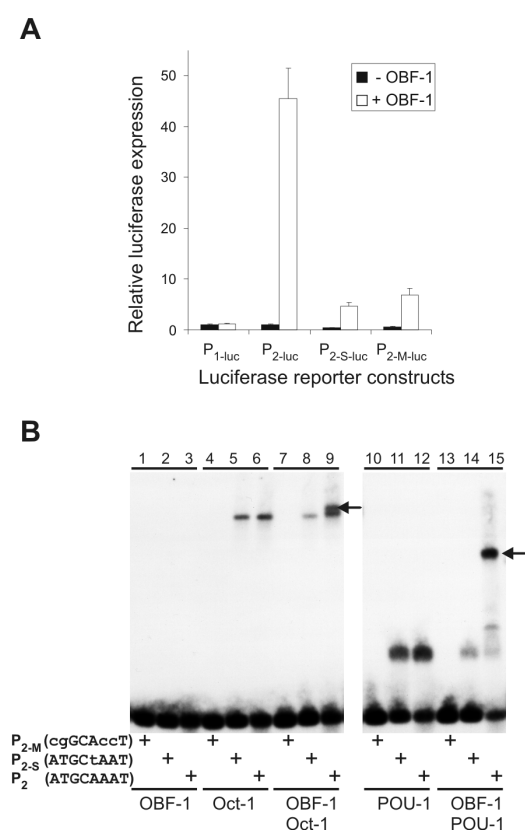 A
Relative luciferase expression
50
40
30
20
10
0
- OBF-1
+ OBF-1
P1-luc P2-luc P2-S-luc P2-M-luc
Luciferase reporter constructs
B
1 2 3 4 5 6 7 8 9 10 11 12 13 14 15
P2-M (cgGCAccT) + + + + +
P2-S (ATGCtAAT) + + + + +
P2 (ATGCAAAT) + + + + +
OBF-1 Oct-1 OBF-1 POU-1 OBF-1
Oct-1 POU-1